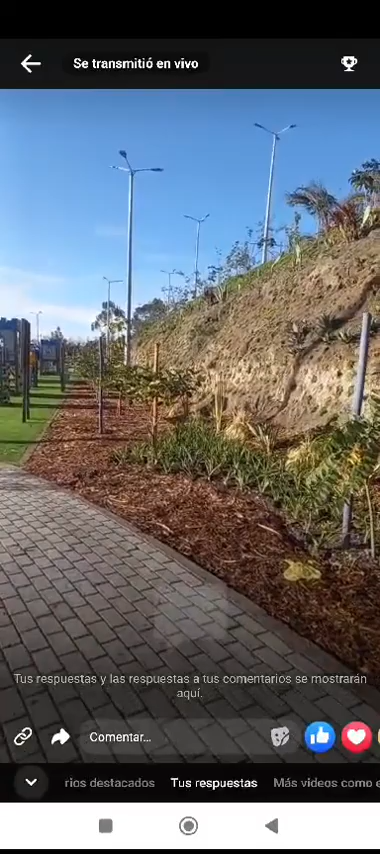 Se transmitió en vivo
Tus respuestas y las respuestas a tus comentarios se mostrarán
aquí.
Comentar...
rios destacados Tus respuestas Más videos como e